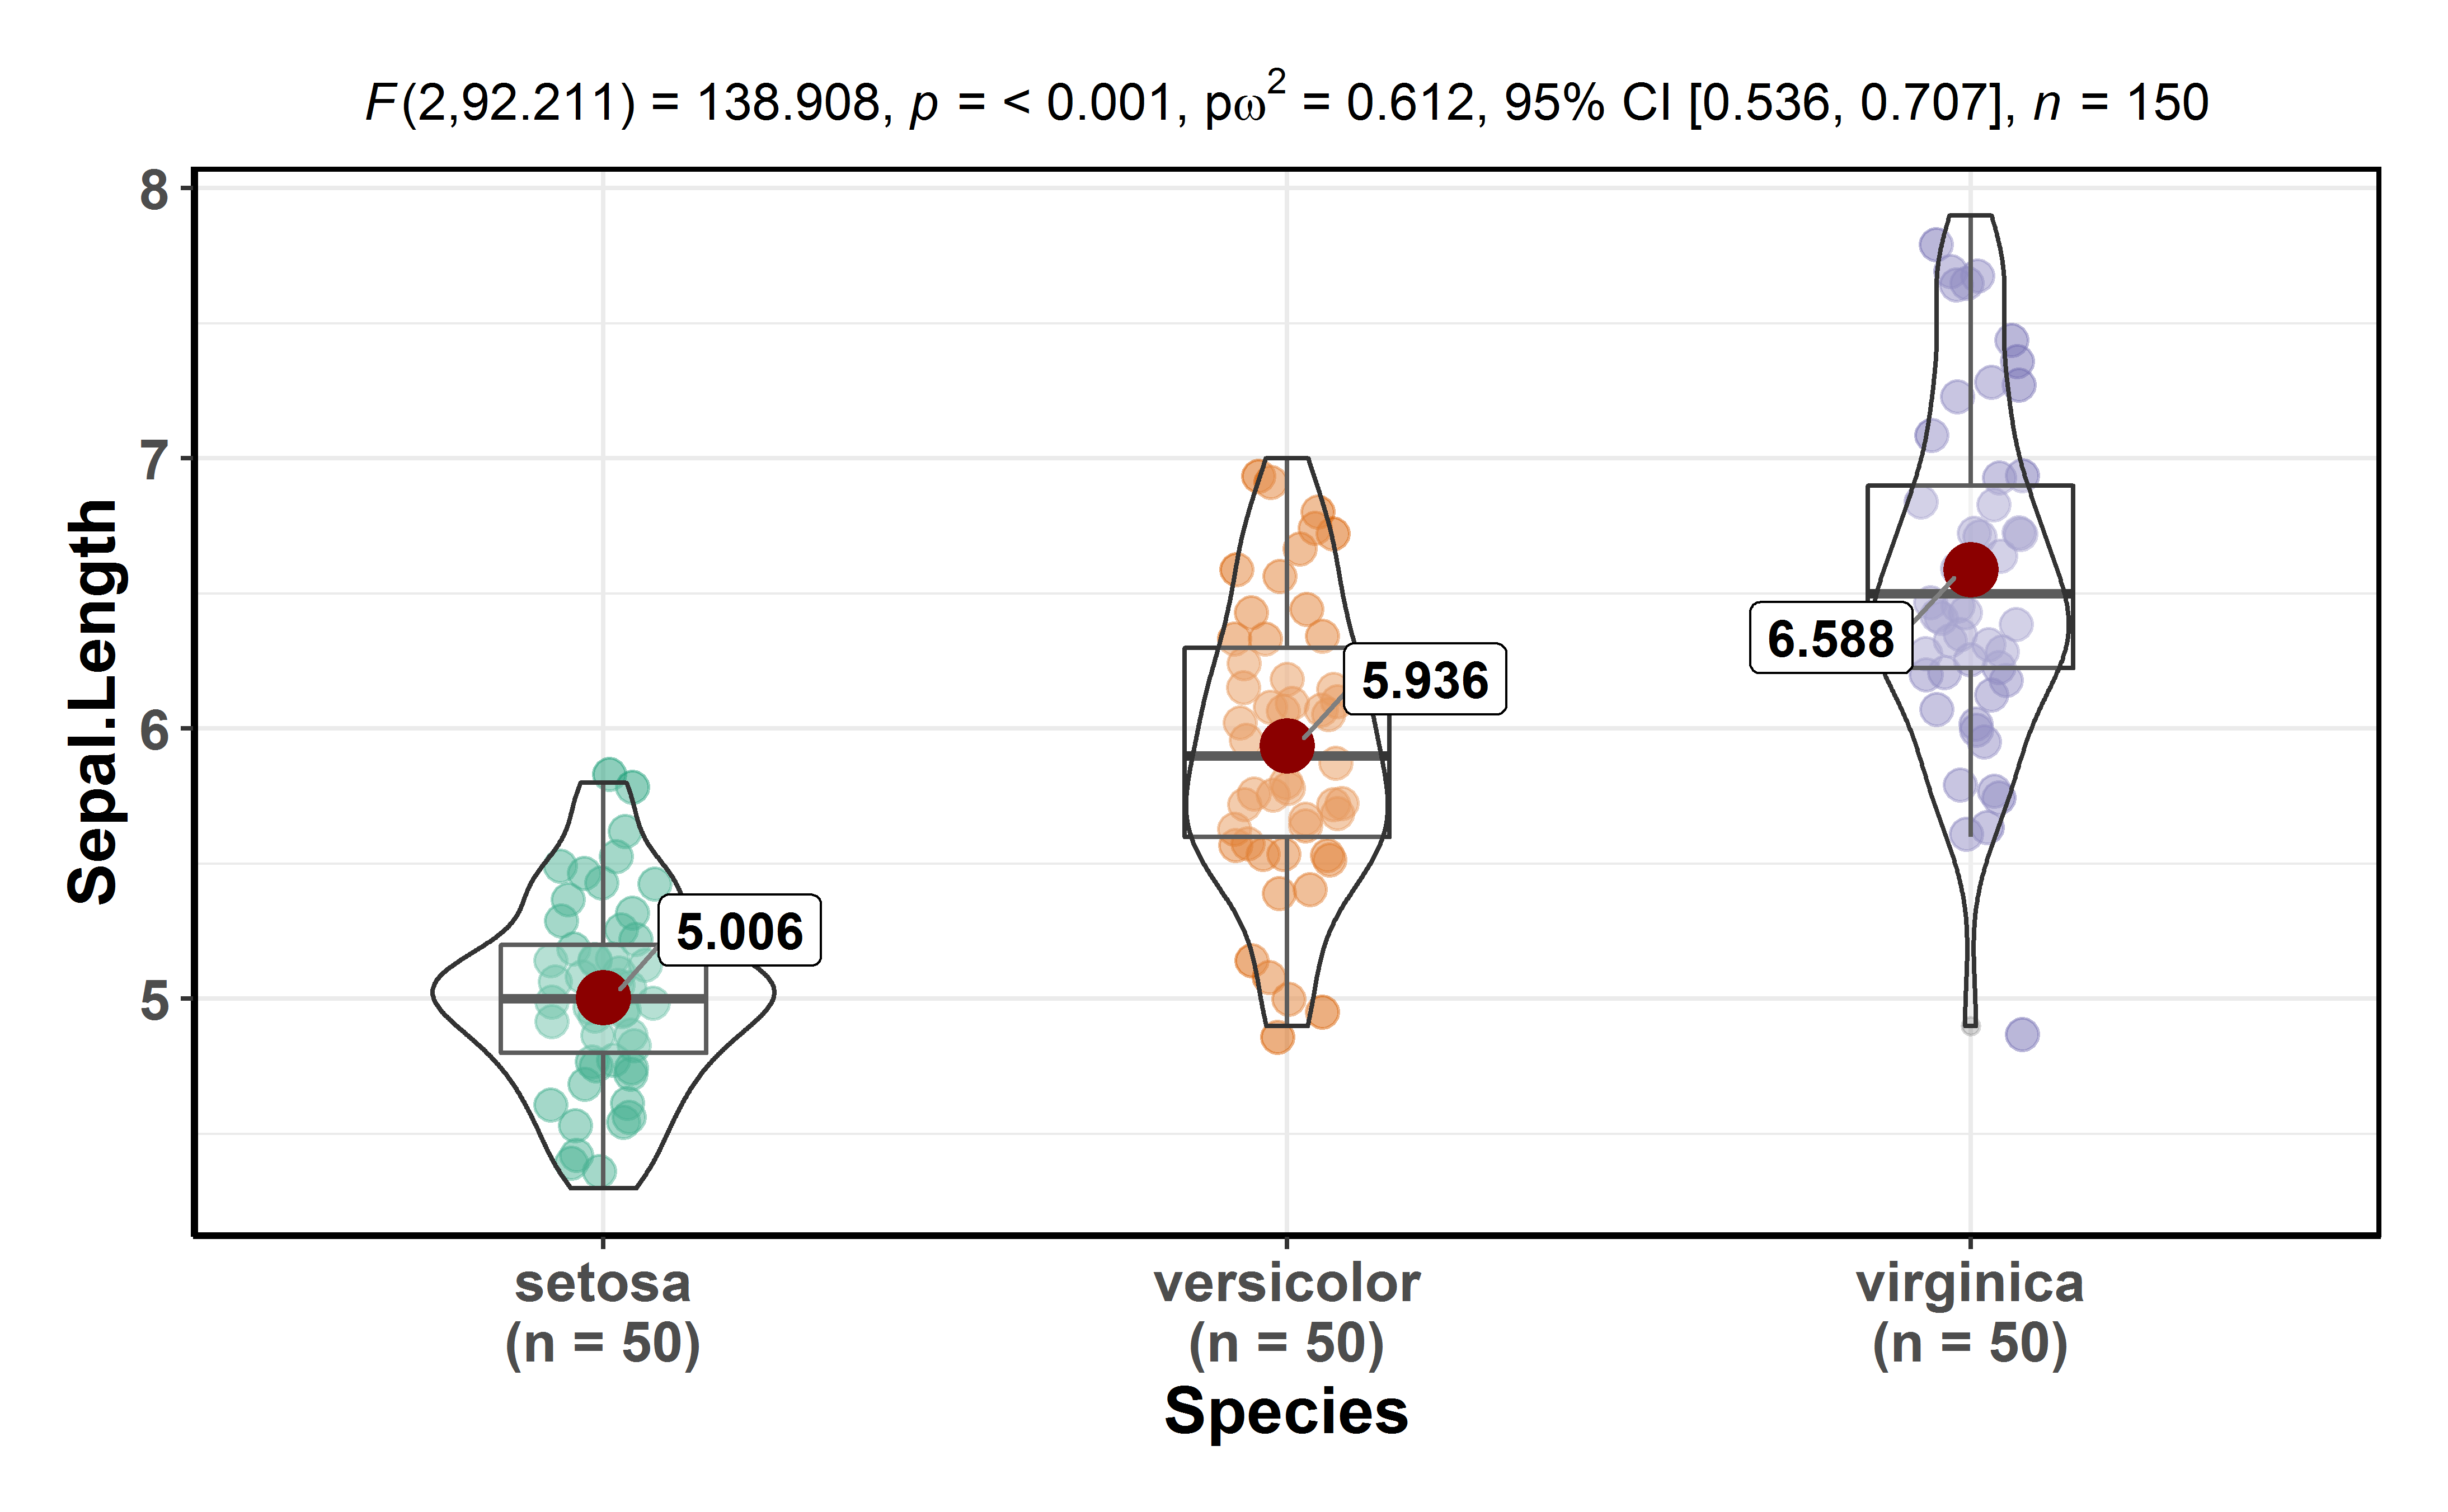 F(2,92.211) = 138.908, p = < 0.001, pω² = 0.612, 95% CI [0.536, 0.707], n = 150
Sepal.Length
8
7
6
5
5.006
5.936
6.588
setosa
(n = 50)
versicolor
(n = 50)
virginica
(n = 50)
Species